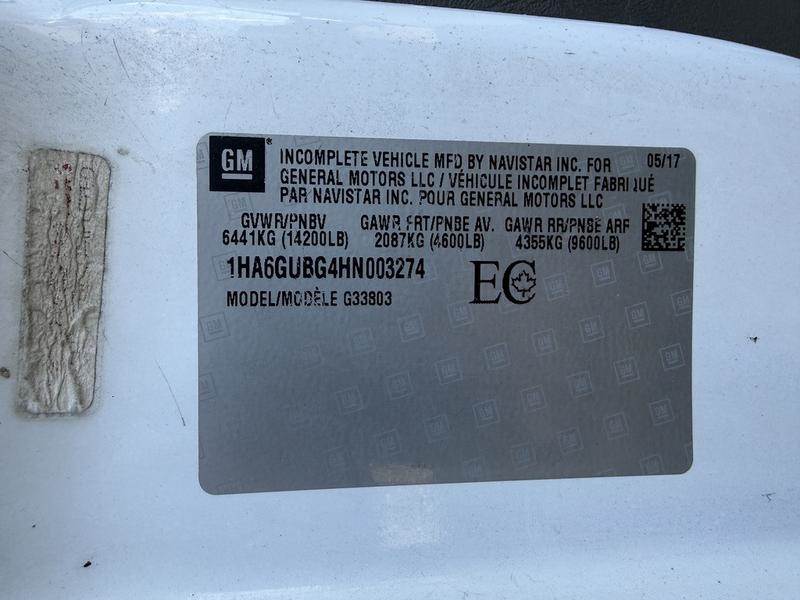 GM
INCOMPLETE VEHICLE MFD BY NAVISTAR INC. FOR 05/17
GENERAL MOTORS LLC / VÉHICULE INCOMPLET FABRIQUÉ
PAR NAVISTAR INC. POUR GENERAL MOTORS LLC
GVWR/PNBV GAWR FRT/PNBE AV. GAWR RR/PNBE ARR
6441KG (14200LB) 2087KG (4600LB) 4355KG (9600LB)
1HA6GUBG4HN003274 EC
MODEL/MODÈLE G33803